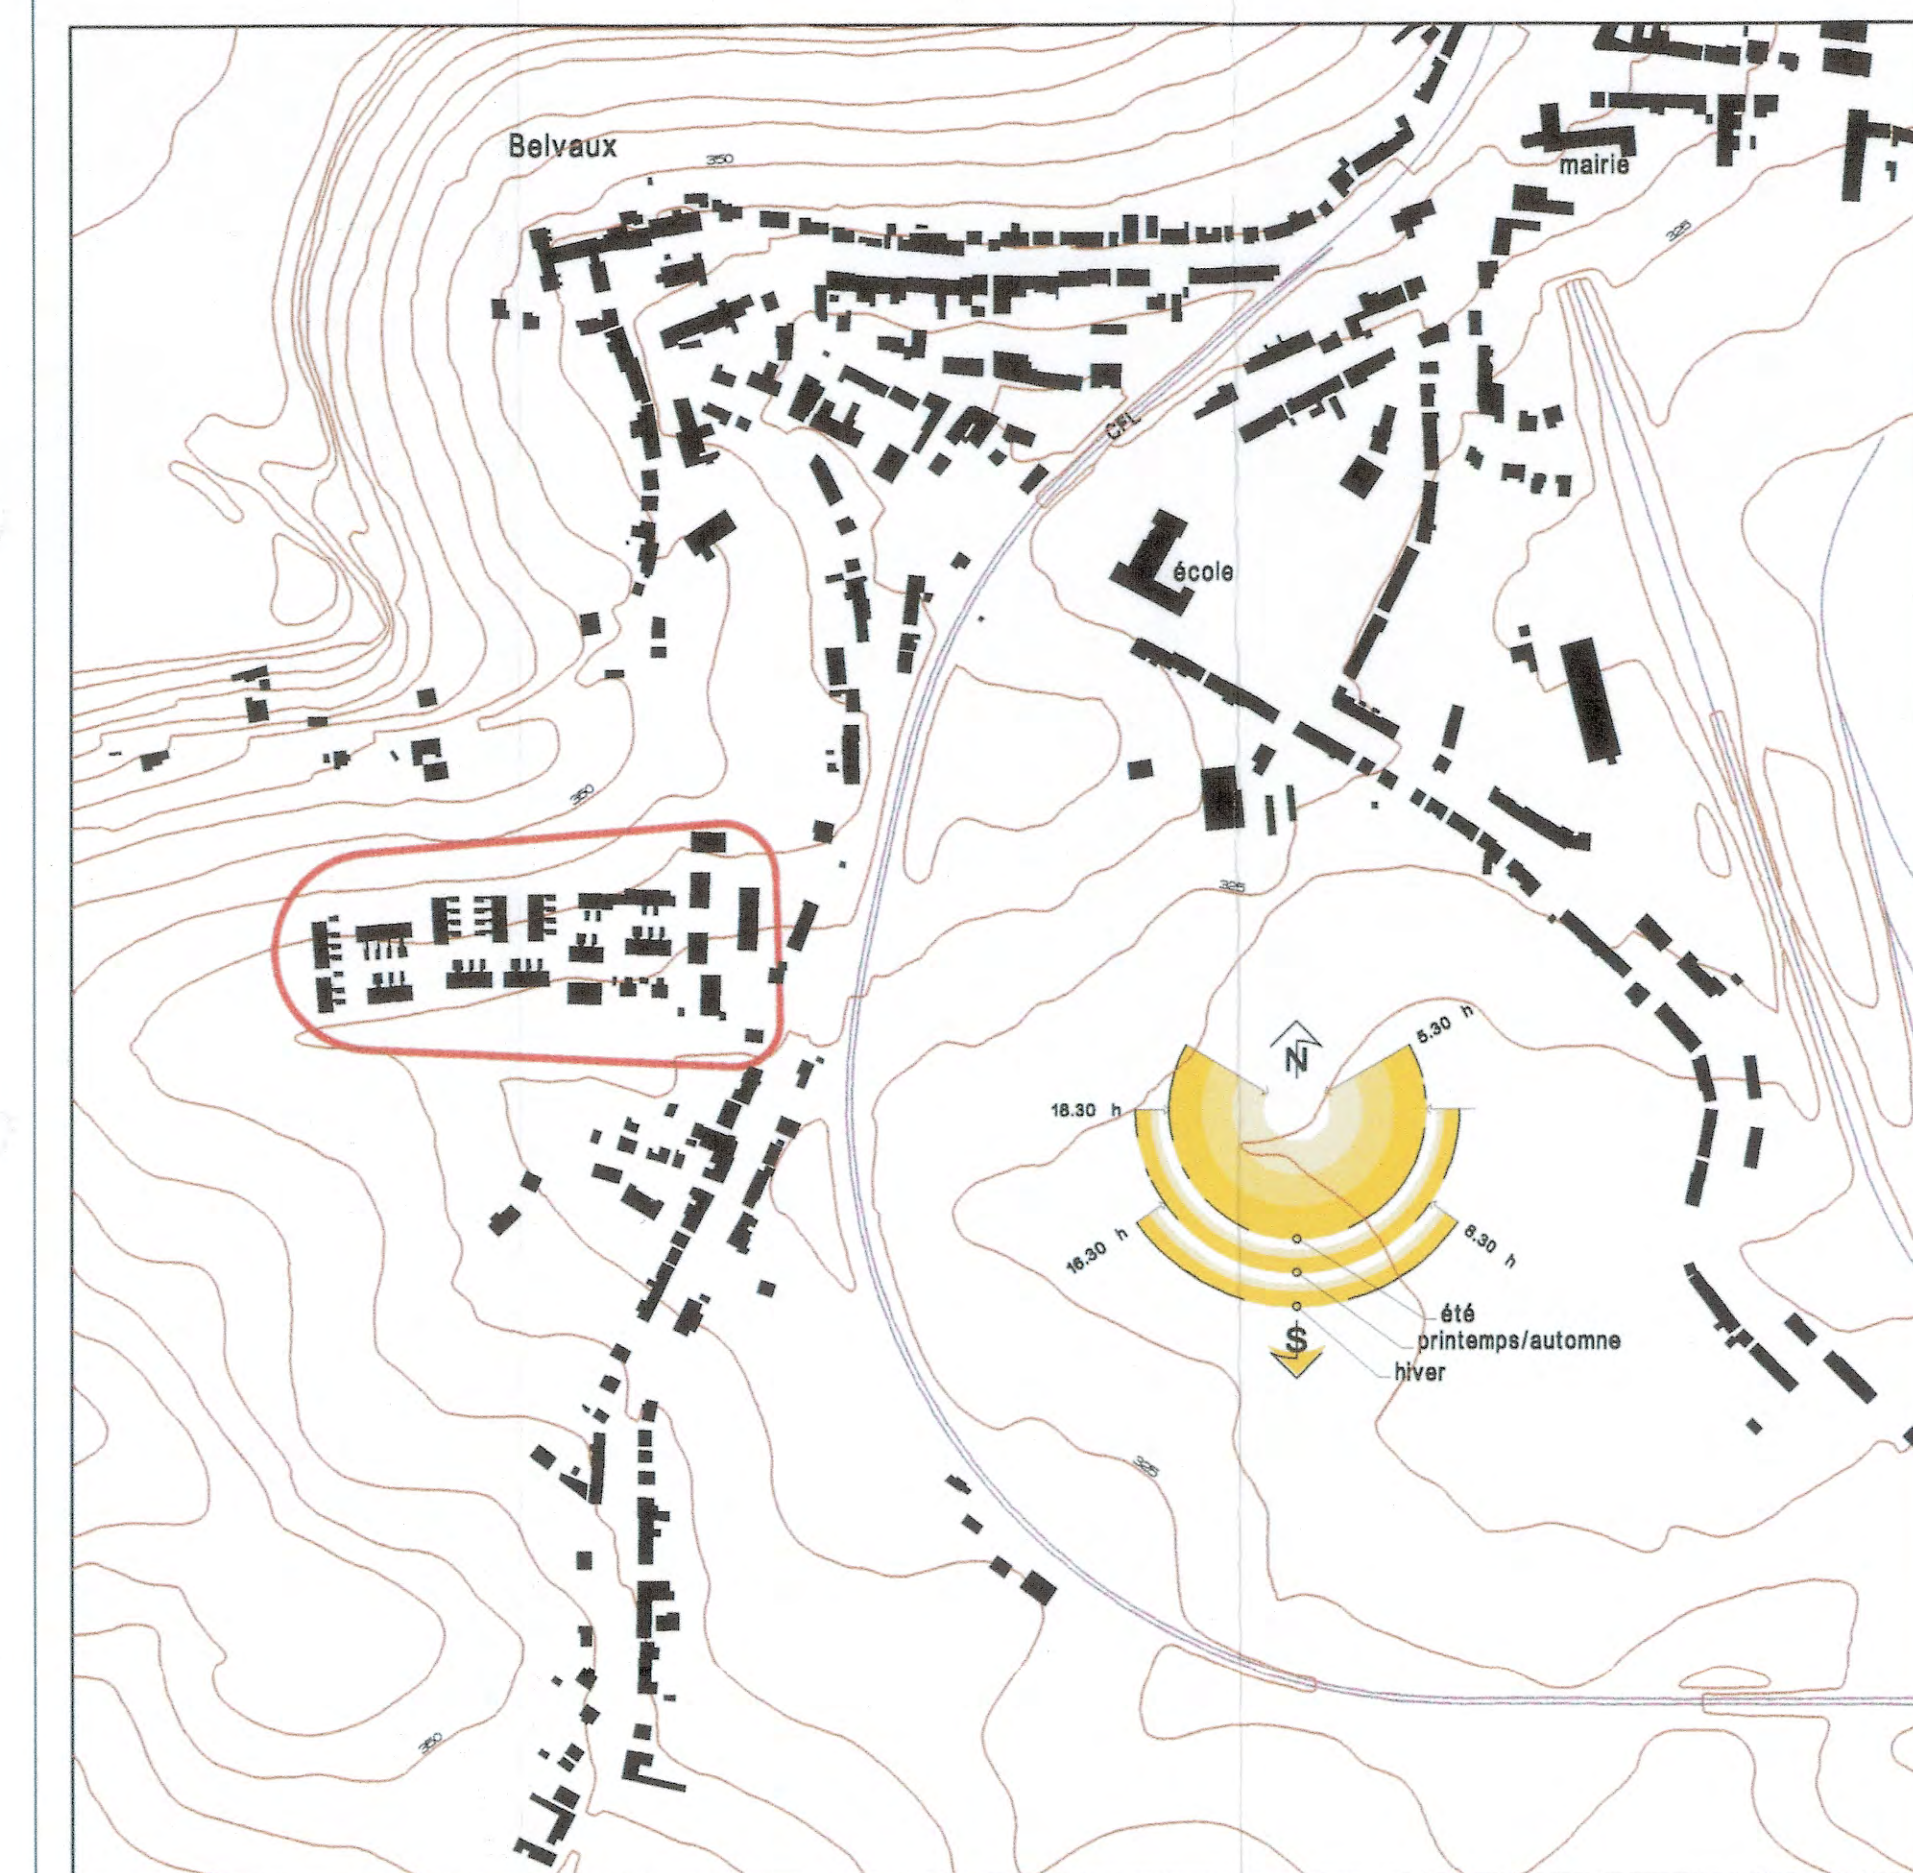 Belvaux
350
mairie
325
CFL
école
350
325
N
5.30 h
18.30 h
16.30 h
8.30 h
été
S
printemps/automne
hiver
325
350